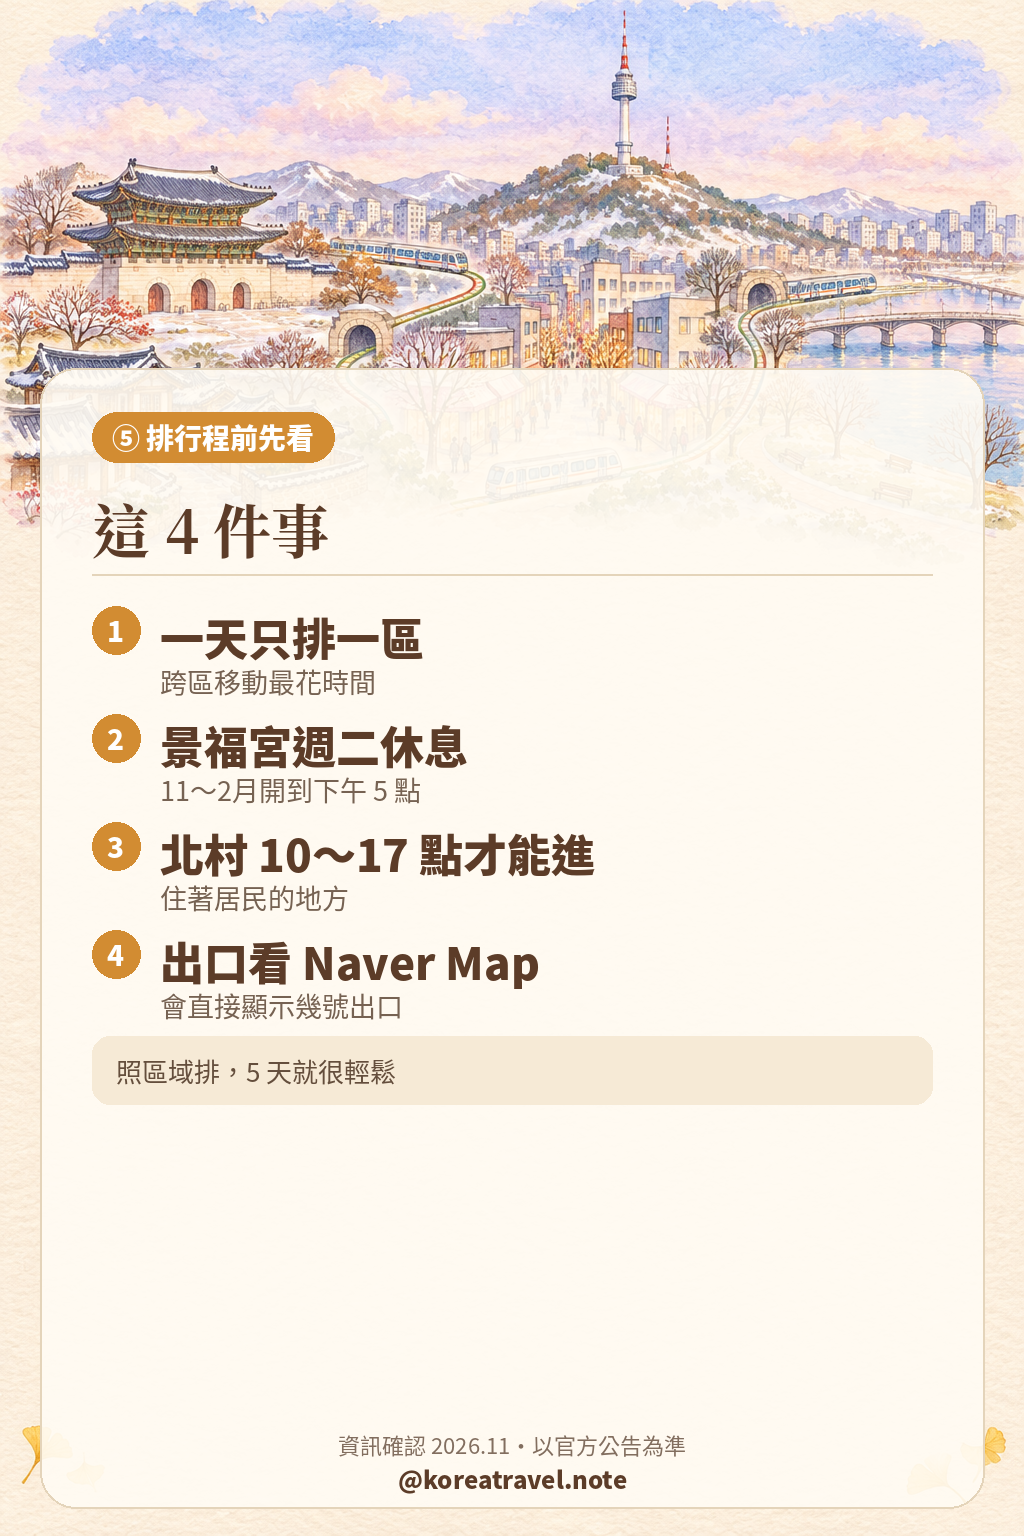 ⑤ 排行程前先看
這 4 件事
1 一天只排一區
跨區移動最花時間
2 景福宮週二休息
11～2月開到下午 5 點
3 北村 10～17 點才能進
住著居民的地方
4 出口看 Naver Map
會直接顯示幾號出口
照區域排，5 天就很輕鬆
資訊確認 2026.11・以官方公告為準
@koreatravel.note